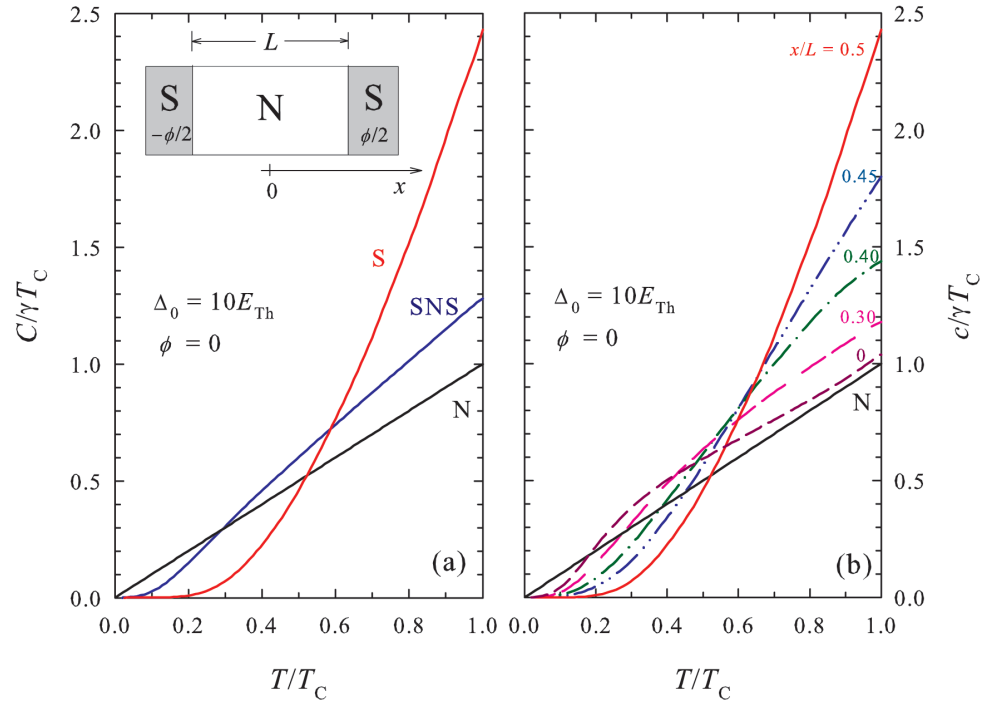 2.5
2.0
1.5
1.0
0.5
0.0
C/γT_C
L
S
−ϕ/2
N
S
ϕ/2
0
x
S
Δ₀ = 10E_Th
ϕ = 0
SNS
N
(a)
0.0 0.2 0.4 0.6 0.8 1.0
T/T_C
x/L = 0.5
0.45
0.40
0.30
0
N
Δ₀ = 10E_Th
ϕ = 0
(b)
0.0 0.2 0.4 0.6 0.8 1.0
T/T_C
2.5
2.0
1.5
1.0
0.5
0.0
c/γT_C